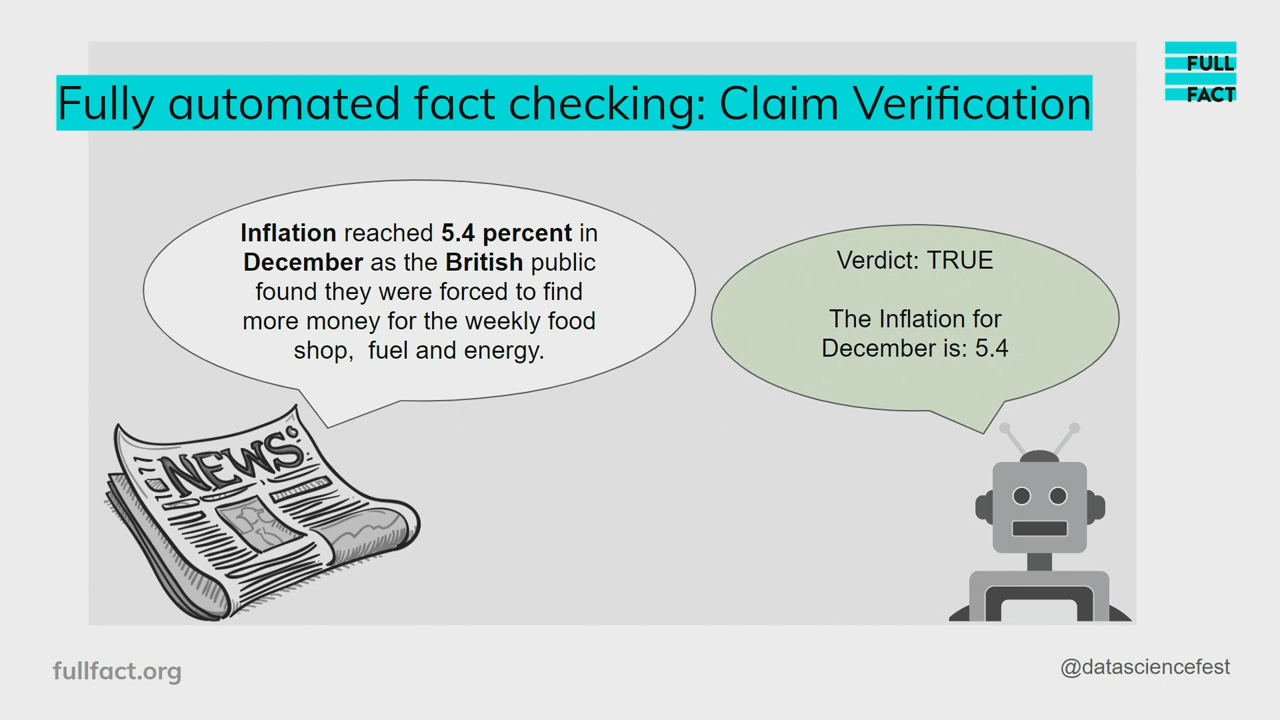 Fully automated fact checking: Claim Verification
FULL
FACT
Inflation reached 5.4 percent in
December as the British public
found they were forced to find
more money for the weekly food
shop, fuel and energy.
Verdict: TRUE
The Inflation for
December is: 5.4
NEWS
fullfact.org
@datasciencefest